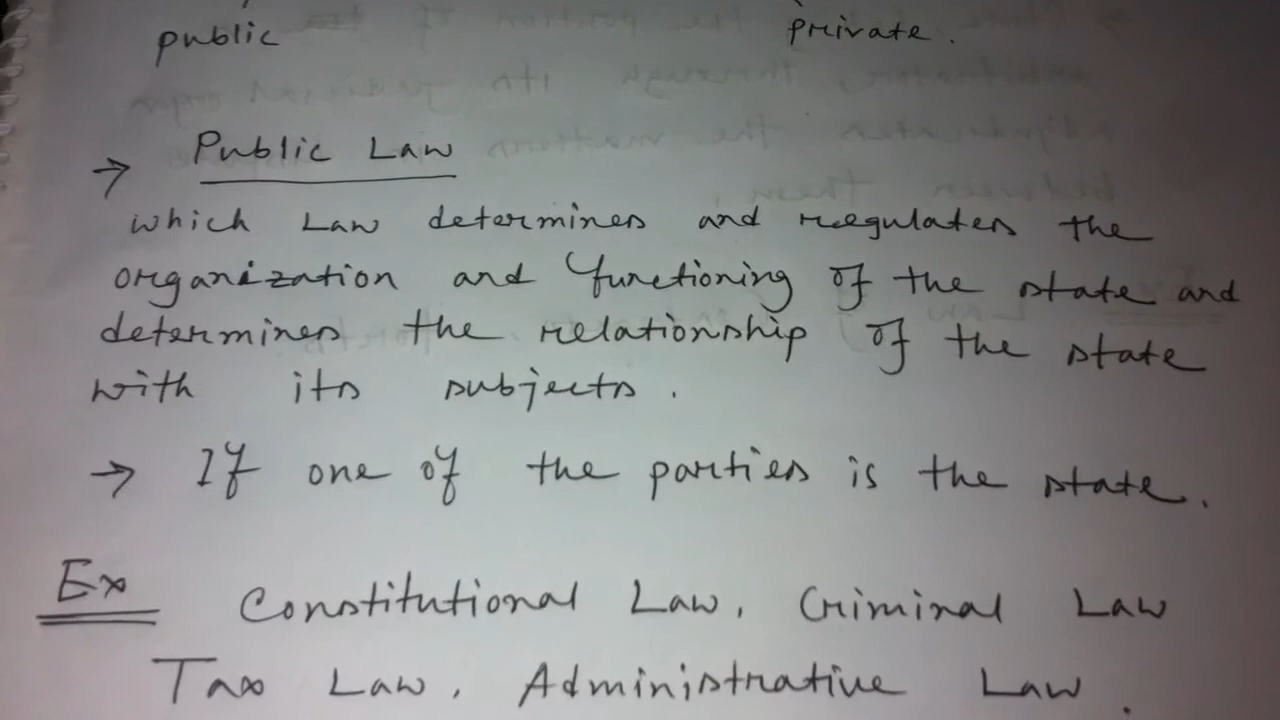 public private.
→ Public Law
which Law determines and regulates the
organization and functioning of the state and
determines the relationship of the state
with its subjects.
→ If one of the parties is the state.
Ex Constitutional Law, Criminal Law
Tax Law, Administrative Law.